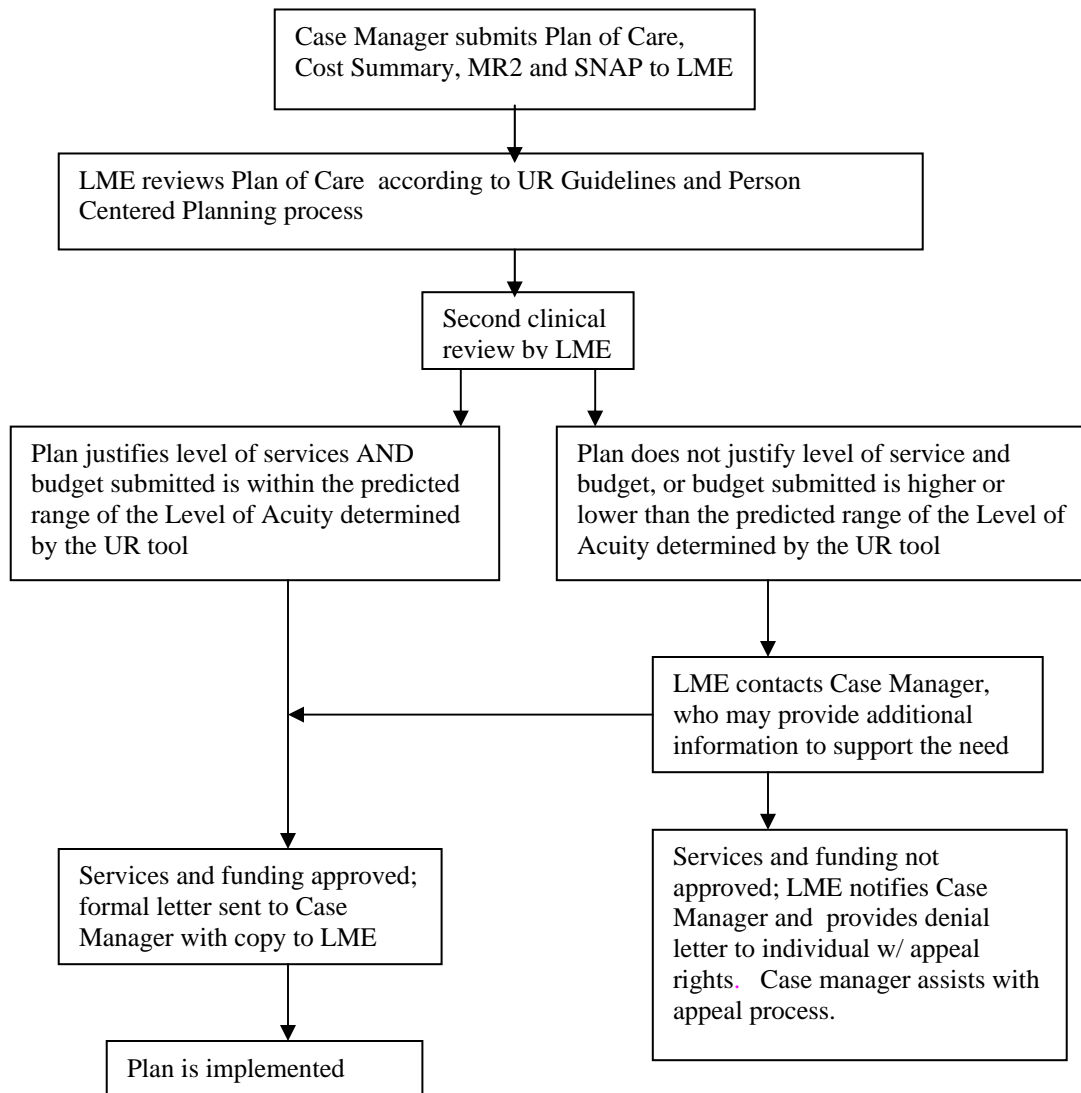 Case Manager submits Plan of Care,
Cost Summary, MR2 and SNAP to LME
LME reviews Plan of Care  according to UR Guidelines and Person
Centered Planning process
Second clinical
review by LME
Plan justifies level of services AND
budget submitted is within the predicted
range of the Level of Acuity determined
by the UR tool
Plan does not justify level of service and
budget, or budget submitted is higher or
lower than the predicted range of the Level of
Acuity determined by the UR tool
LME contacts Case Manager,
who may provide additional
information to support the need
Services and funding approved;
formal letter sent to Case
Manager with copy to LME
Services and funding not
approved; LME notifies Case
Manager and  provides denial
letter to individual w/ appeal
rights.   Case manager assists with
appeal process.
Plan is implemented